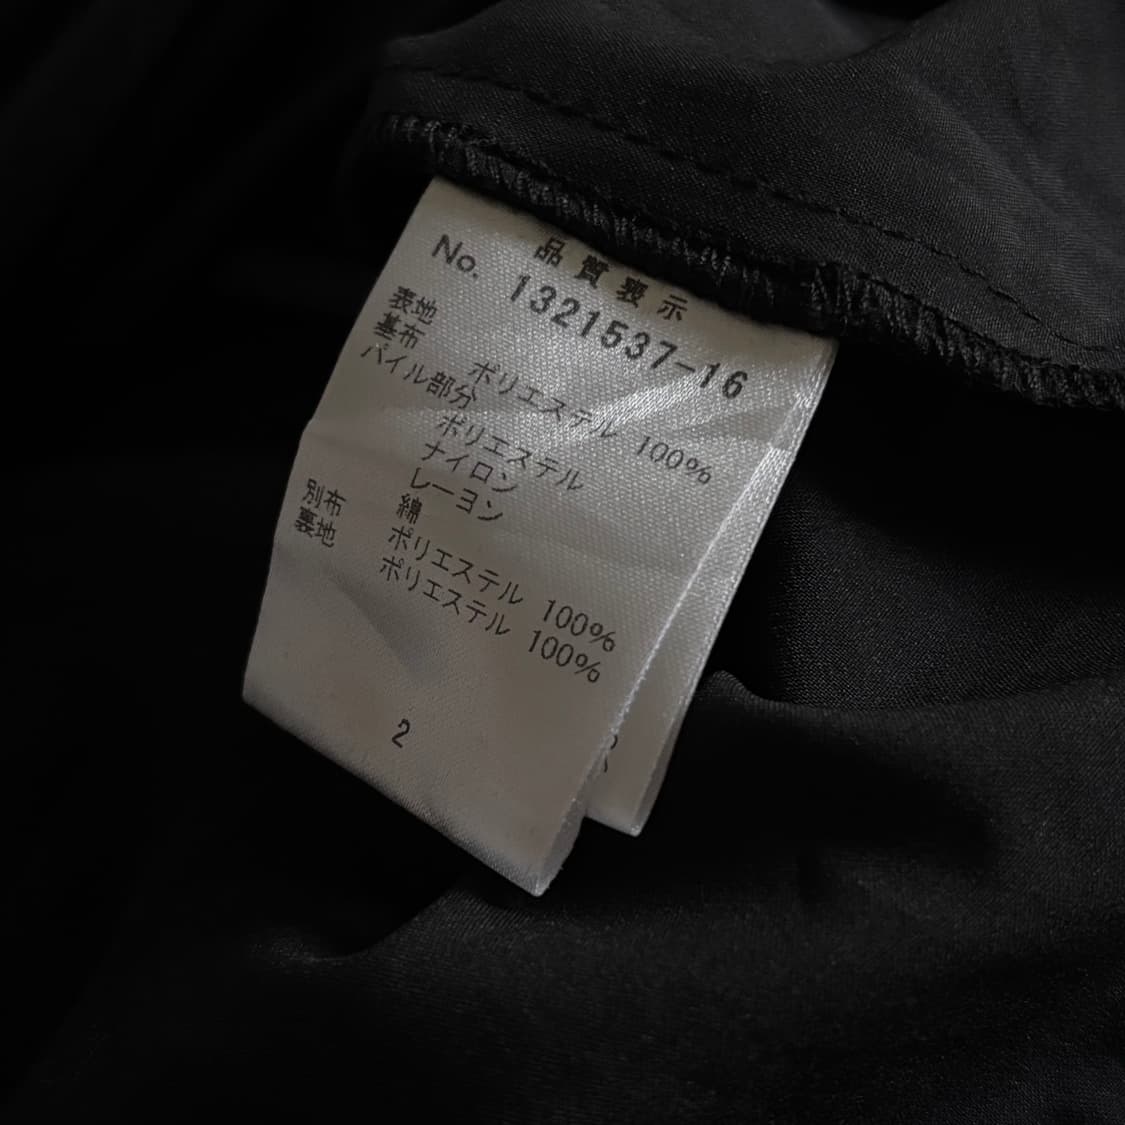 品質表示
No. 1321537-16
表地
基布 ポリエステル 100%
パイル部分
ポリエステル
ナイロン
レーヨン
綿
別布 ポリエステル 100%
裏地 ポリエステル 100%
2